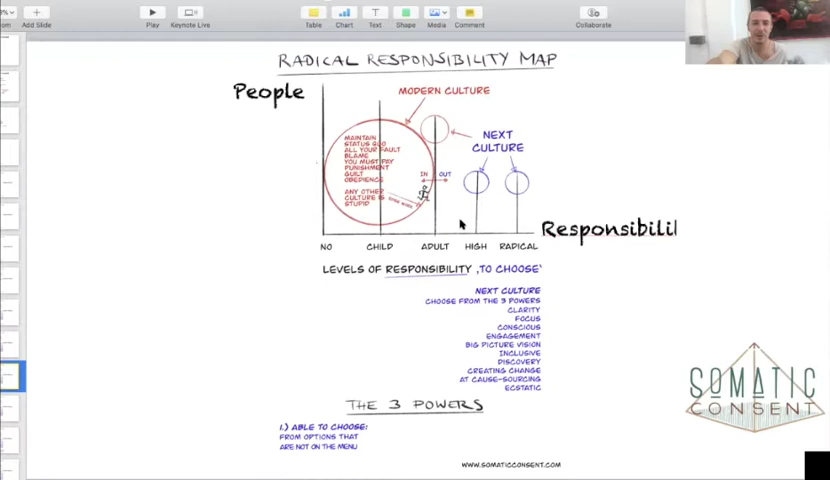 Add Slide
Play
Keynote Live
Table
Chart
Text
Shape
Media
Comment
Collaborate
RADICAL RESPONSIBILITY MAP
People
MODERN CULTURE
MAINTAIN
STATUS QUO
ALL YOUR FAULT
BLAME
YOU MUST PAY
PUNISHMENT
GUILT
OBEDIENCE
ANY OTHER
CULTURE IS
STUPID
IN
OUT
NEXT
CULTURE
Responsibili
NO
CHILD
ADULT
HIGH
RADICAL
LEVELS OF RESPONSIBILITY ‚TO CHOOSE'
NEXT CULTURE
CHOOSE FROM THE 3 POWERS
CLARITY
FOCUS
CONSCIOUS
ENGAGEMENT
BIG PICTURE VISION
INCLUSIVE
DISCOVERY
CREATING CHANGE
AT CAUSE-SOURCING
ECSTATIC
THE 3 POWERS
1.) ABLE TO CHOOSE:
FROM OPTIONS THAT
ARE NOT ON THE MENU
SOMATIC
CONSENT
WWW.SOMATICCONSENT.COM